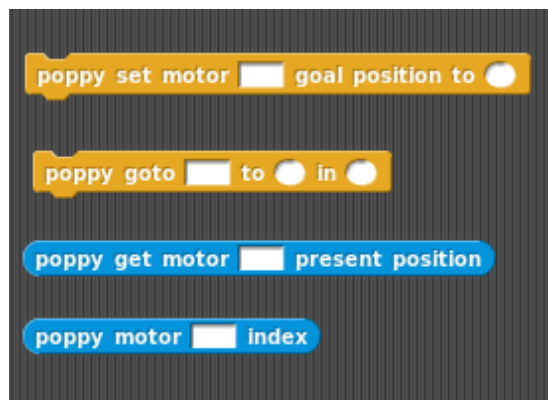 poppy set motor goal position to
poppy goto to in
poppy get motor present position
poppy motor index